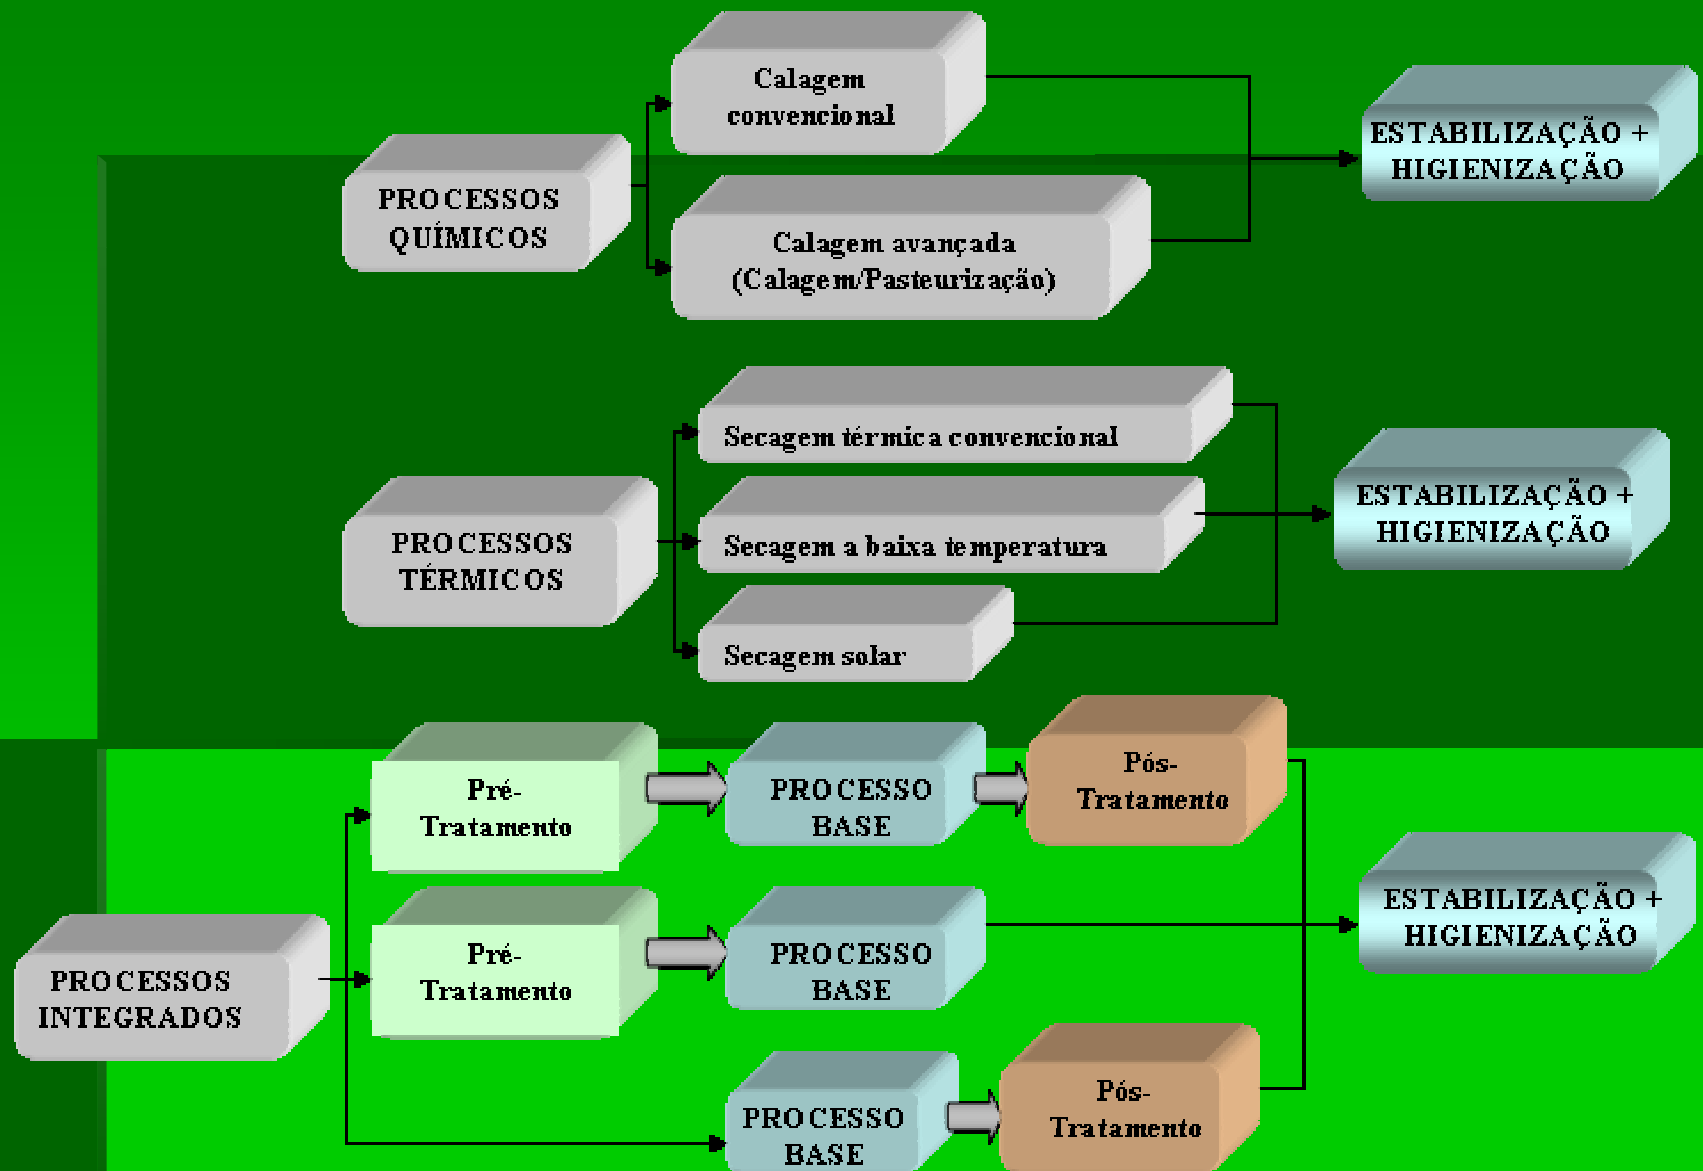 Calagem
convencional
ESTABILIZAÇÃO +
HIGIENIZAÇÃO
PROCESSOS
QUÍMICOS
Calagem avançada
(Calagem/Pasteurização)
Secagem térmica convencional
PROCESSOS
TÉRMICOS
Secagem a baixa temperatura
ESTABILIZAÇÃO +
HIGIENIZAÇÃO
Secagem solar
PROCESSOS
INTEGRADOS
Pré-
Tratamento
PROCESSO
BASE
Pós-
Tratamento
Pré-
Tratamento
PROCESSO
BASE
ESTABILIZAÇÃO +
HIGIENIZAÇÃO
PROCESSO
BASE
Pós-
Tratamento